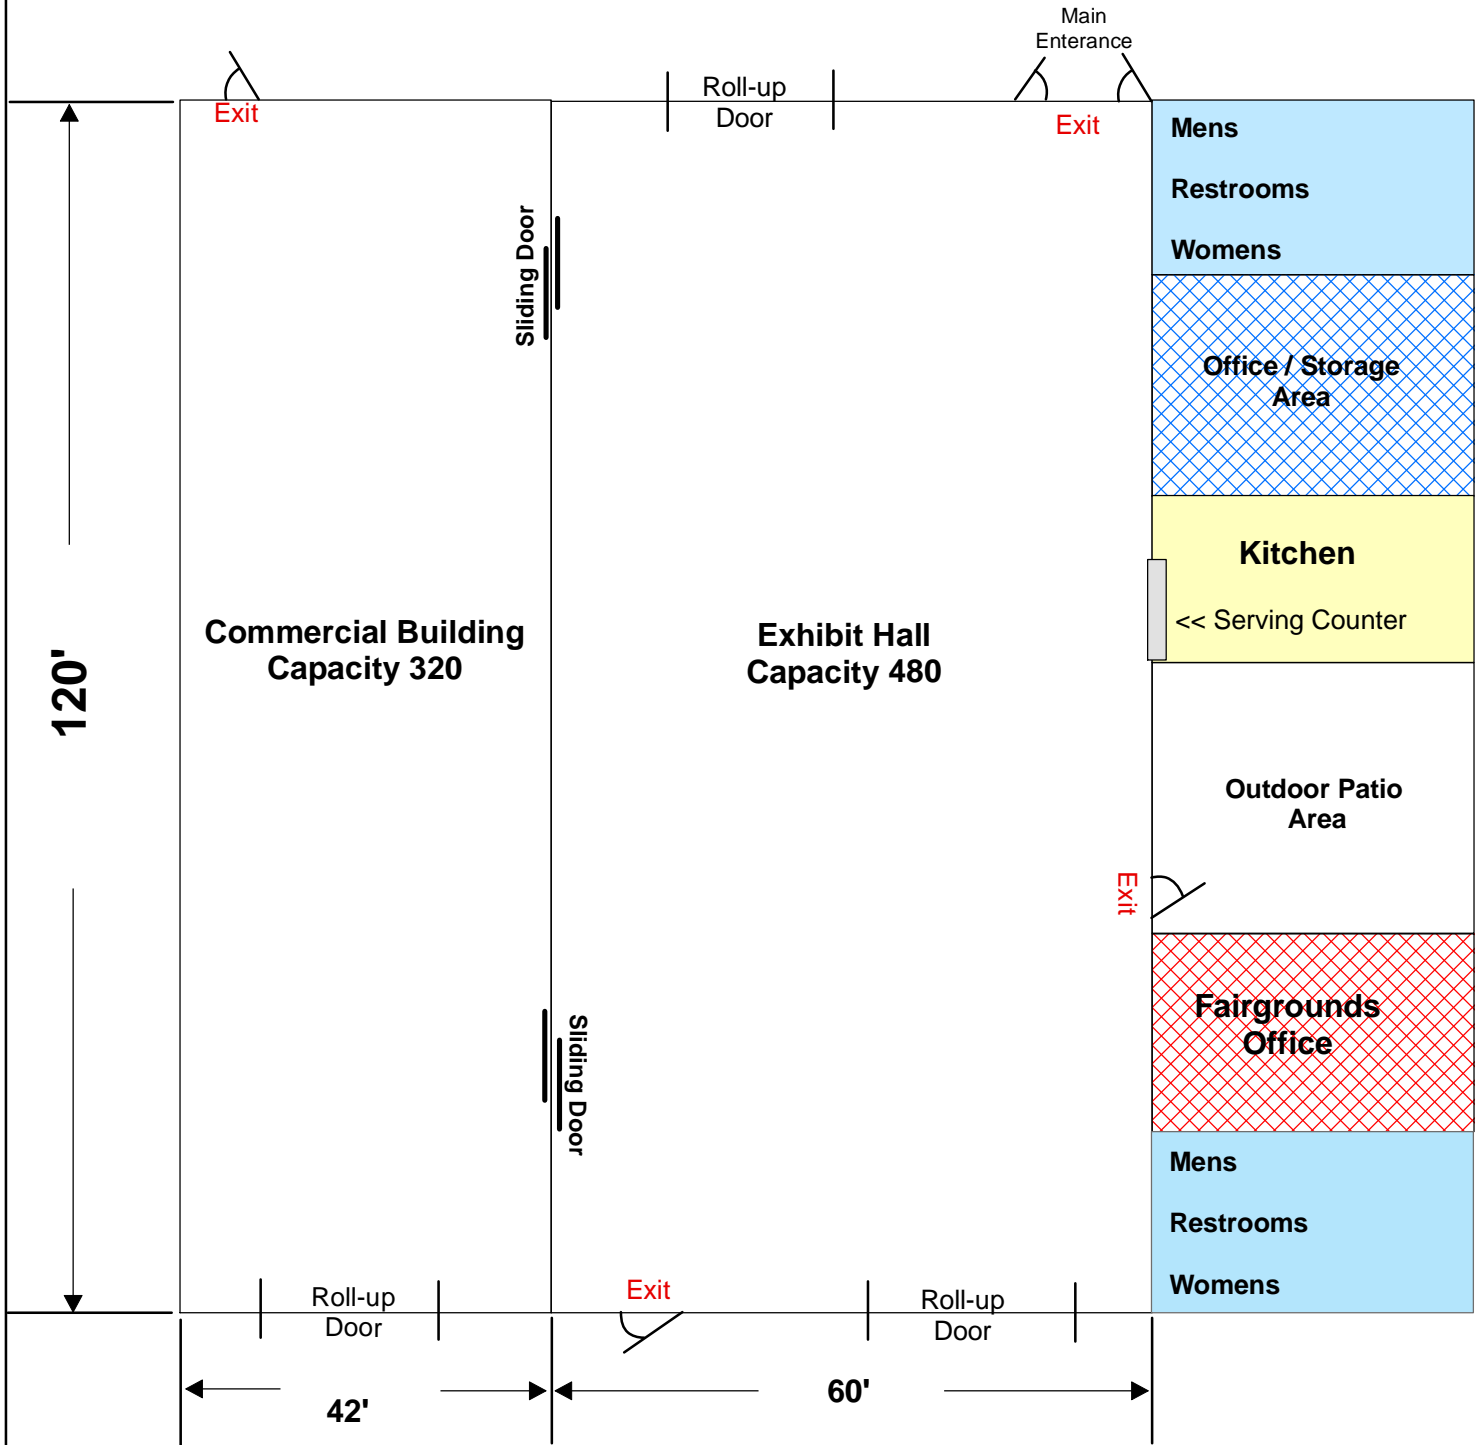 Main
Enterance
Roll-up
Door
Exit
Exit
Mens
Restrooms
Womens
Sliding Door
Office / Storage
Area
Kitchen
<< Serving Counter
Commercial Building
Capacity 320
Exhibit Hall
Capacity 480
120'
Outdoor Patio
Area
Exit
Fairgrounds
Office
Sliding Door
Mens
Restrooms
Womens
Roll-up
Door
Exit
Roll-up
Door
42'
60'